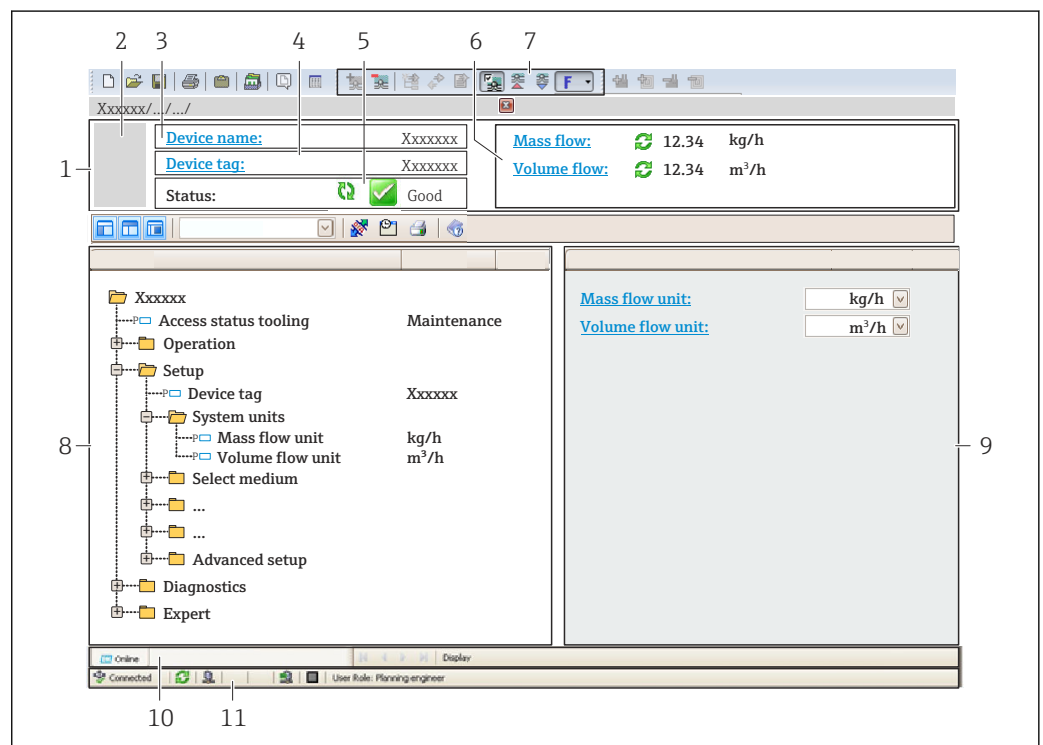 2 3 4 5 6 7
F
Xxxxxx/.../.../
1
Device name: Xxxxxxx
Device tag: Xxxxxxx
Status: Good
Mass flow: 12.34 kg/h
Volume flow: 12.34 m³/h
Xxxxxx
P Access status tooling Maintenance
Operation
Setup
P Device tag Xxxxxx
System units
P Mass flow unit kg/h
P Volume flow unit m³/h
Select medium
...
...
Advanced setup
Diagnostics
Expert
Mass flow unit: kg/h
Volume flow unit: m³/h
8
9
Online Display
Connected User Role: Planning engineer
10 11